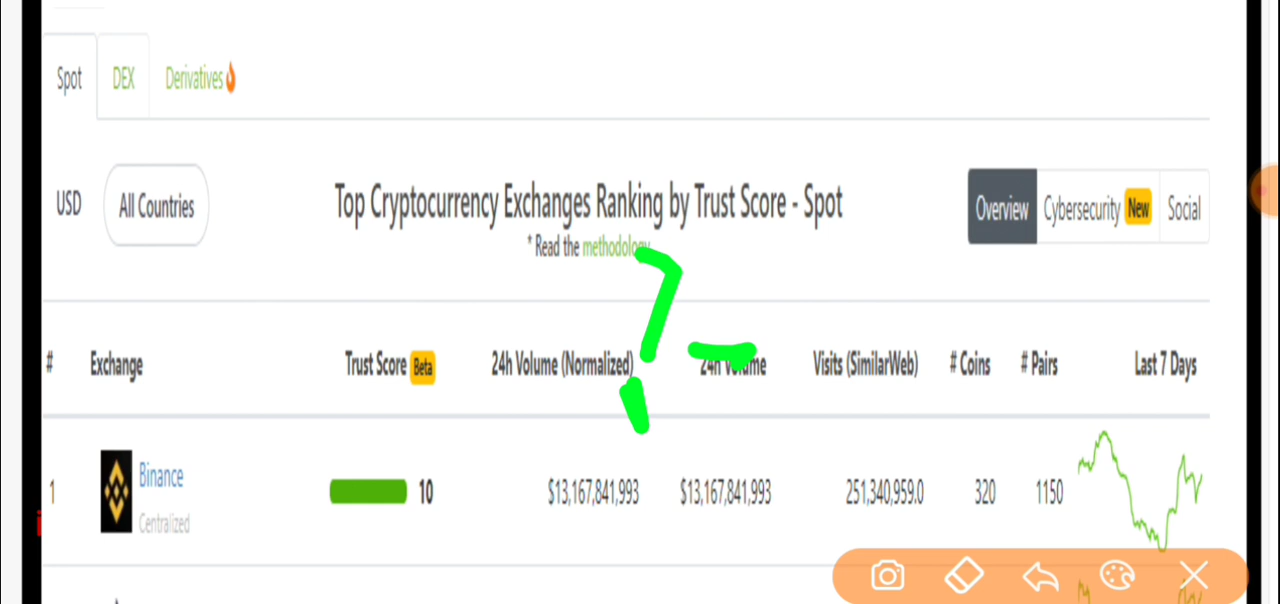 Spot DEX Derivatives
USD All Countries Top Cryptocurrency Exchanges Ranking by Trust Score - Spot Overview Cybersecurity New Social
* Read the methodology
# Exchange Trust Score Beta 24h Volume (Normalized) 24h Volume Visits (SimilarWeb) # Coins # Pairs Last 7 Days
1 Binance 10 $13,167,841,993 $13,167,841,993 251,340,959.0 320 1150
Centralized